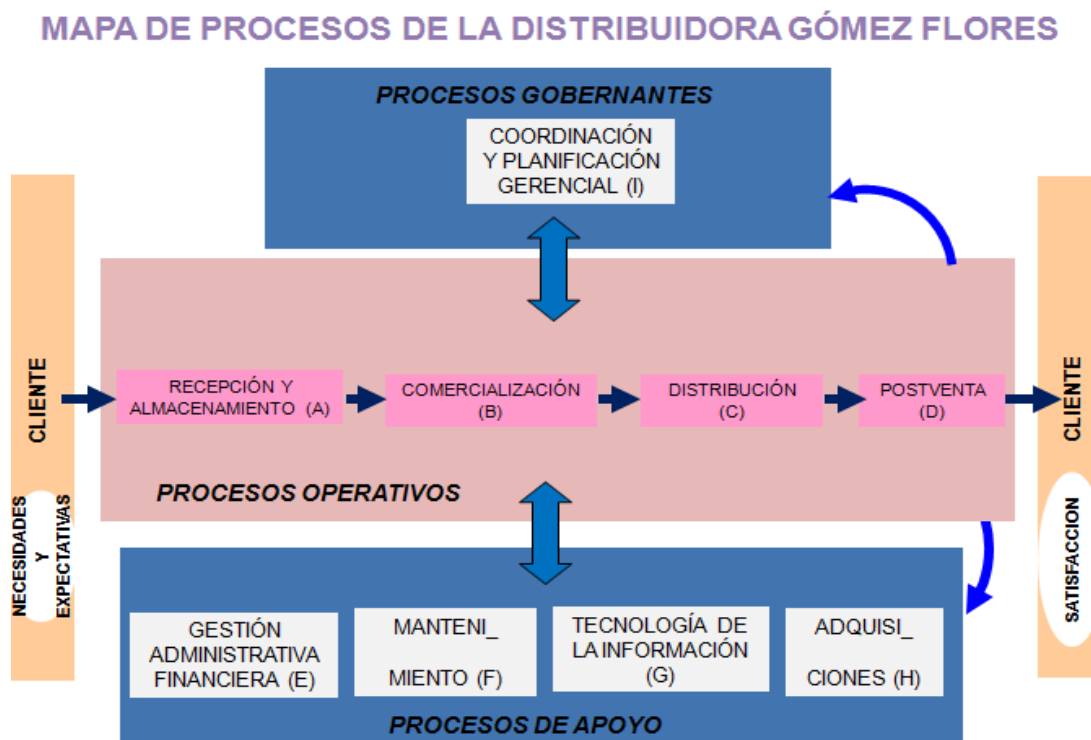 MAPA DE PROCESOS DE LA DISTRIBUIDORA GÓMEZ FLORES
PROCESOS GOBERNANTES
COORDINACIÓN
Y PLANIFICACIÓN
GERENCIAL (I)
CLIENTE
NECESIDADES
Y
EXPECTATIVAS
RECEPCIÓN Y
ALMACENAMIENTO (A)
COMERCIALIZACIÓN
(B)
DISTRIBUCIÓN
(C)
POSTVENTA
(D)
PROCESOS OPERATIVOS
CLIENTE
SATISFACCION
GESTIÓN
ADMINISTRATIVA
FINANCIERA (E)
MANTENI_
MIENTO (F)
TECNOLOGÍA DE
LA INFORMACIÓN
(G)
ADQUISI_
CIONES (H)
PROCESOS DE APOYO